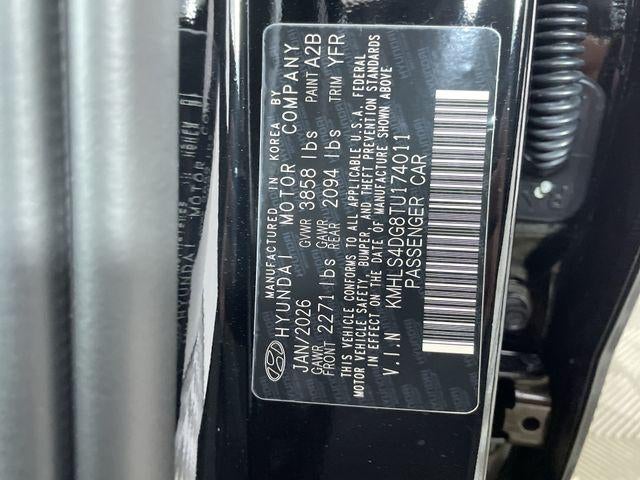 MANUFACTURED IN KOREA BY
HYUNDAI MOTOR COMPANY
JAN/2026 GVWR 3858 lbs PAINT A2B
GAWR FRONT 2271 lbs GAWR REAR 2094 lbs TRIM YFR
THIS VEHICLE CONFORMS TO ALL APPLICABLE U.S.A. FEDERAL
MOTOR VEHICLE SAFETY, BUMPER, AND THEFT PREVENTION STANDARDS
IN EFFECT ON THE DATE OF MANUFACTURE SHOWN ABOVE
V.I.N KMHLS4DG8TU174011
PASSENGER CAR